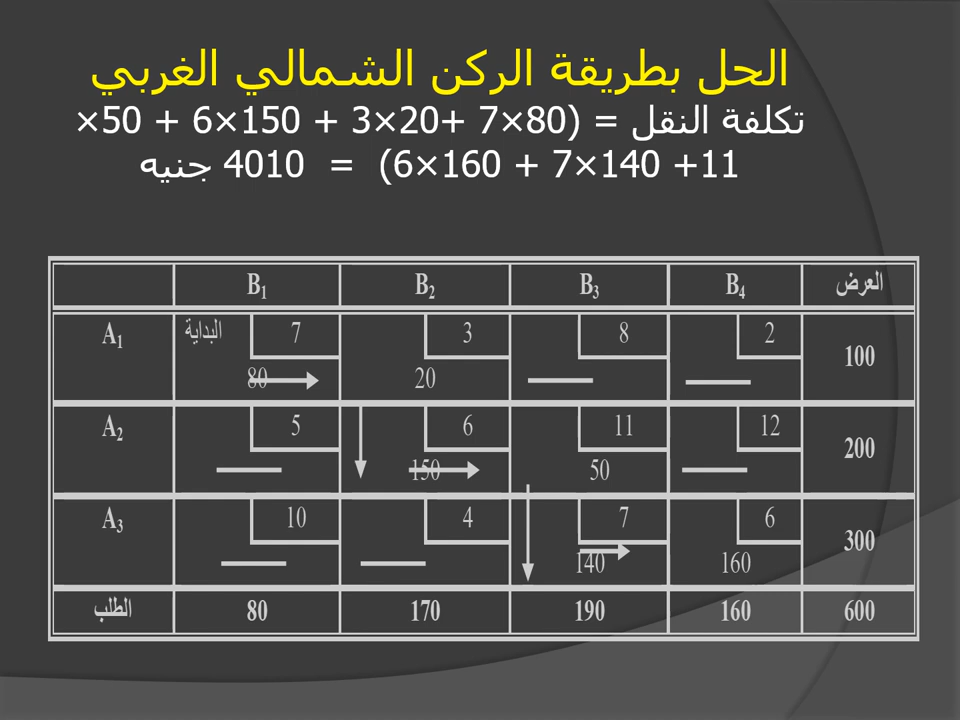 الحل بطريقة الركن الشمالي الغربي
تكلفة النقل = (80×7 +20×3 + 150×6 + 50×
11+ 140×7 + 160×6) = 4010 جنيه
B₁ B₂ B₃ B₄ العرض
A₁ البداية 7 3 8 2 100
80 20
A₂ 5 6 11 12 200
150 50
A₃ 10 4 7 6 300
140 160
الطلب 80 170 190 160 600